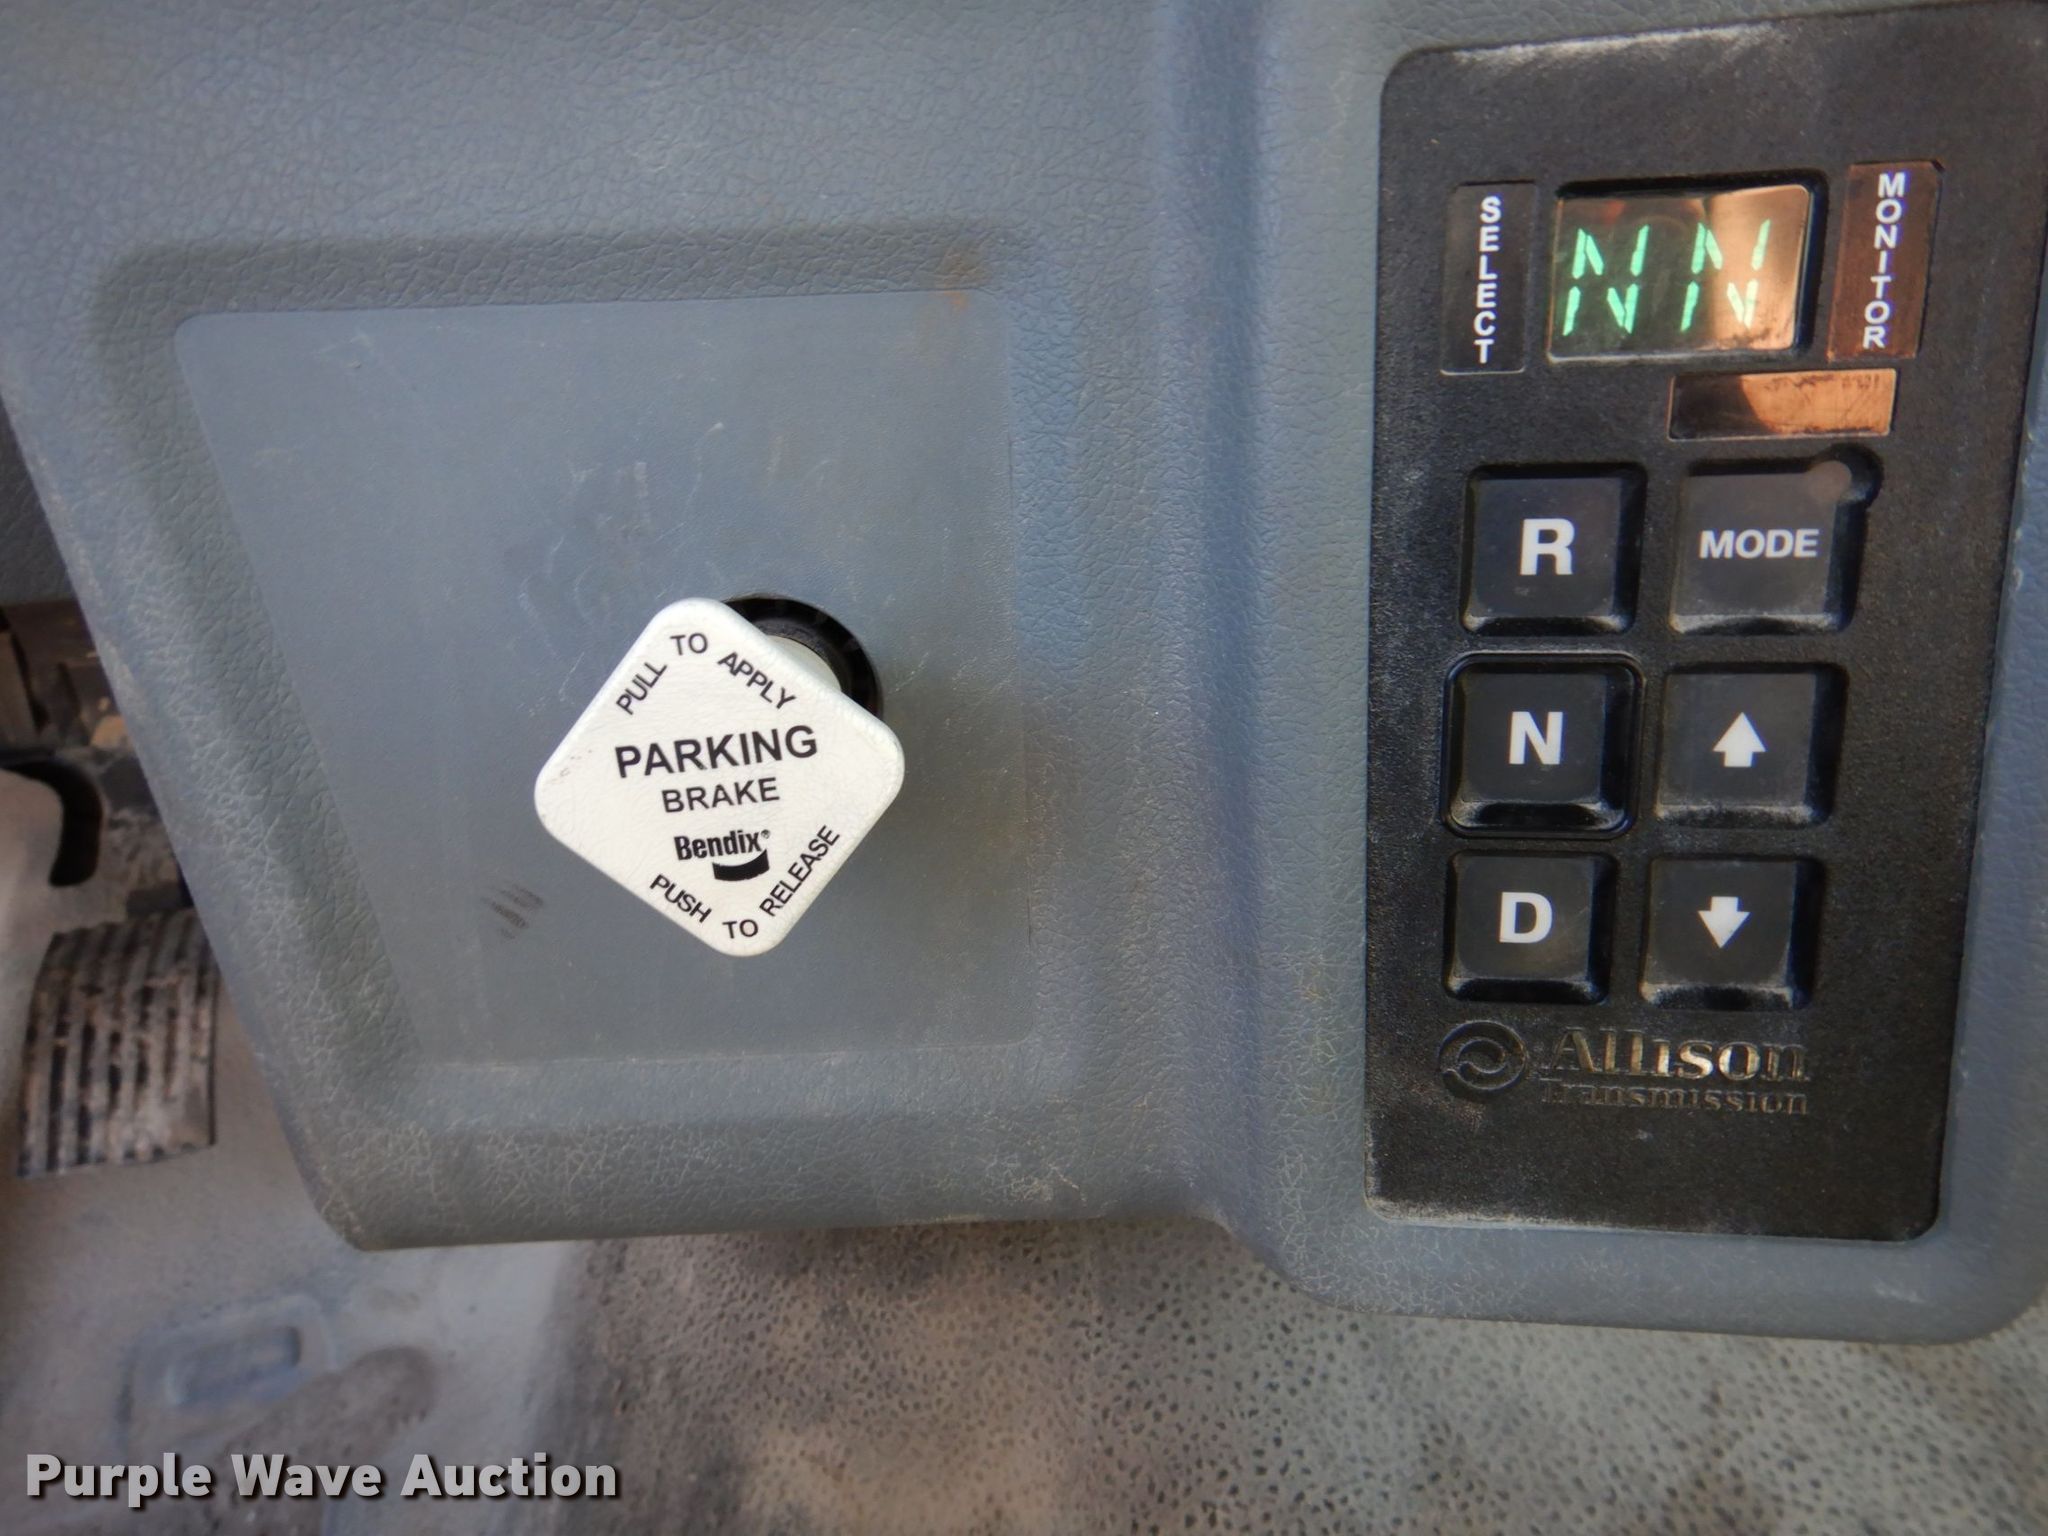 PULL TO APPLY
PARKING
BRAKE
Bendix®
PUSH TO RELEASE
SELECT
NN
MONITOR
R
MODE
N
D
Allison
Transmission
Purple Wave Auction